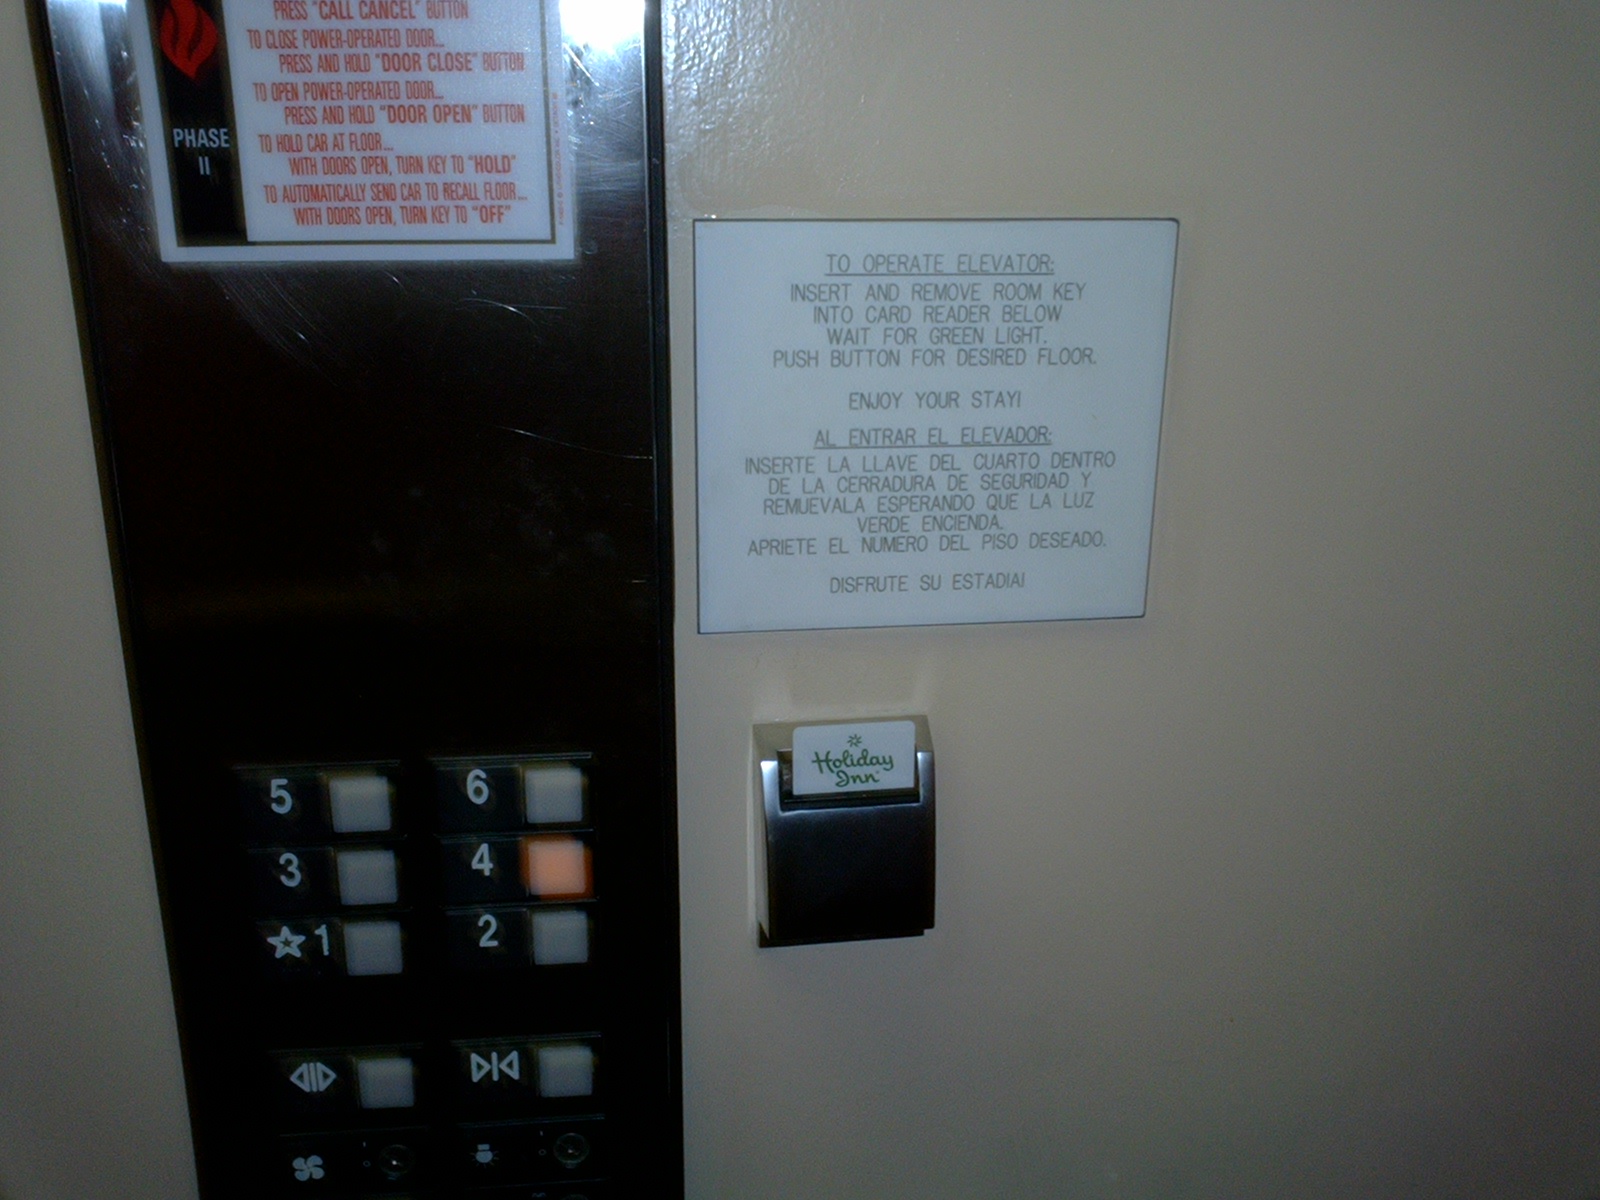 PRESS "CALL CANCEL" BUTTON
TO CLOSE POWER-OPERATED DOOR...
PRESS AND HOLD "DOOR CLOSE" BUTTON
TO OPEN POWER-OPERATED DOOR...
PRESS AND HOLD "DOOR OPEN" BUTTON
TO HOLD CAR AT FLOOR...
WITH DOORS OPEN, TURN KEY TO "HOLD"
TO AUTOMATICALLY SEND CAR TO RECALL FLOOR...
WITH DOORS OPEN, TURN KEY TO "OFF"
PHASE
II
TO OPERATE ELEVATOR:
INSERT AND REMOVE ROOM KEY
INTO CARD READER BELOW
WAIT FOR GREEN LIGHT.
PUSH BUTTON FOR DESIRED FLOOR.
ENJOY YOUR STAY!
AL ENTRAR EL ELEVADOR:
INSERTE LA LLAVE DEL CUARTO DENTRO
DE LA CERRADURA DE SEGURIDAD Y
REMUEVALA ESPERANDO QUE LA LUZ
VERDE ENCIENDA.
APRIETE EL NUMERO DEL PISO DESEADO.
DISFRUTE SU ESTADIA!
Holiday
Inn
5 6
3 4
★1 2